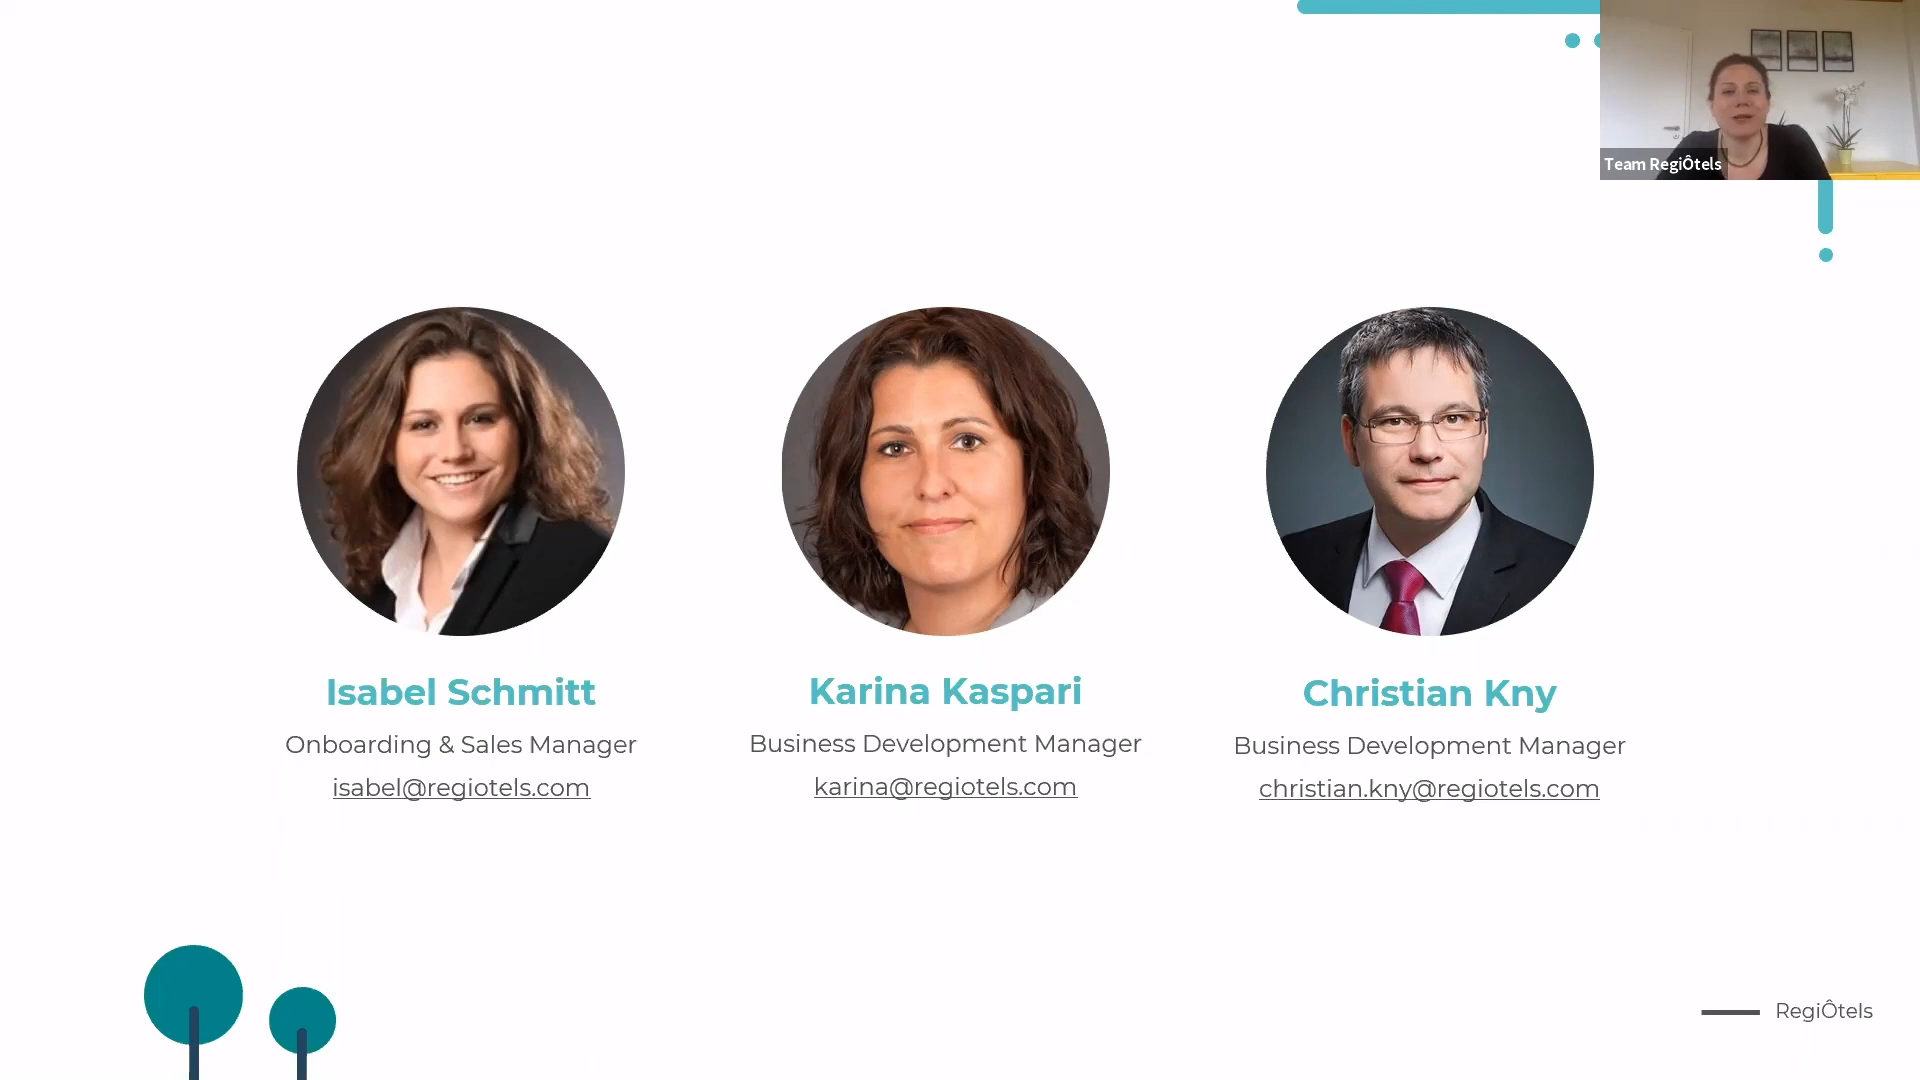 Team RegiÔtels
Isabel Schmitt
Onboarding & Sales Manager
isabel@regiotels.com
Karina Kaspari
Business Development Manager
karina@regiotels.com
Christian Kny
Business Development Manager
christian.kny@regiotels.com
RegiÔtels